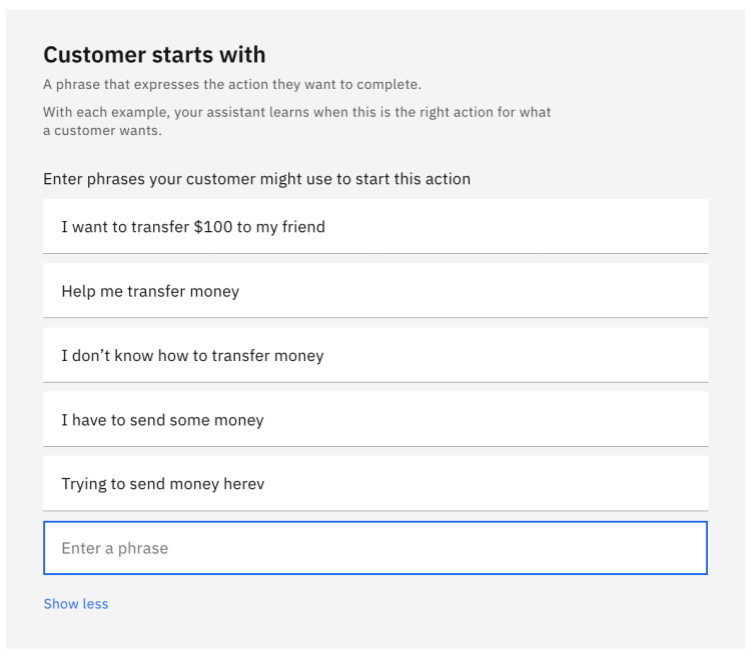 Customer starts with
A phrase that expresses the action they want to complete.
With each example, your assistant learns when this is the right action for what
a customer wants.
Enter phrases your customer might use to start this action
I want to transfer $100 to my friend
Help me transfer money
I don’t know how to transfer money
I have to send some money
Trying to send money herev
Enter a phrase
Show less